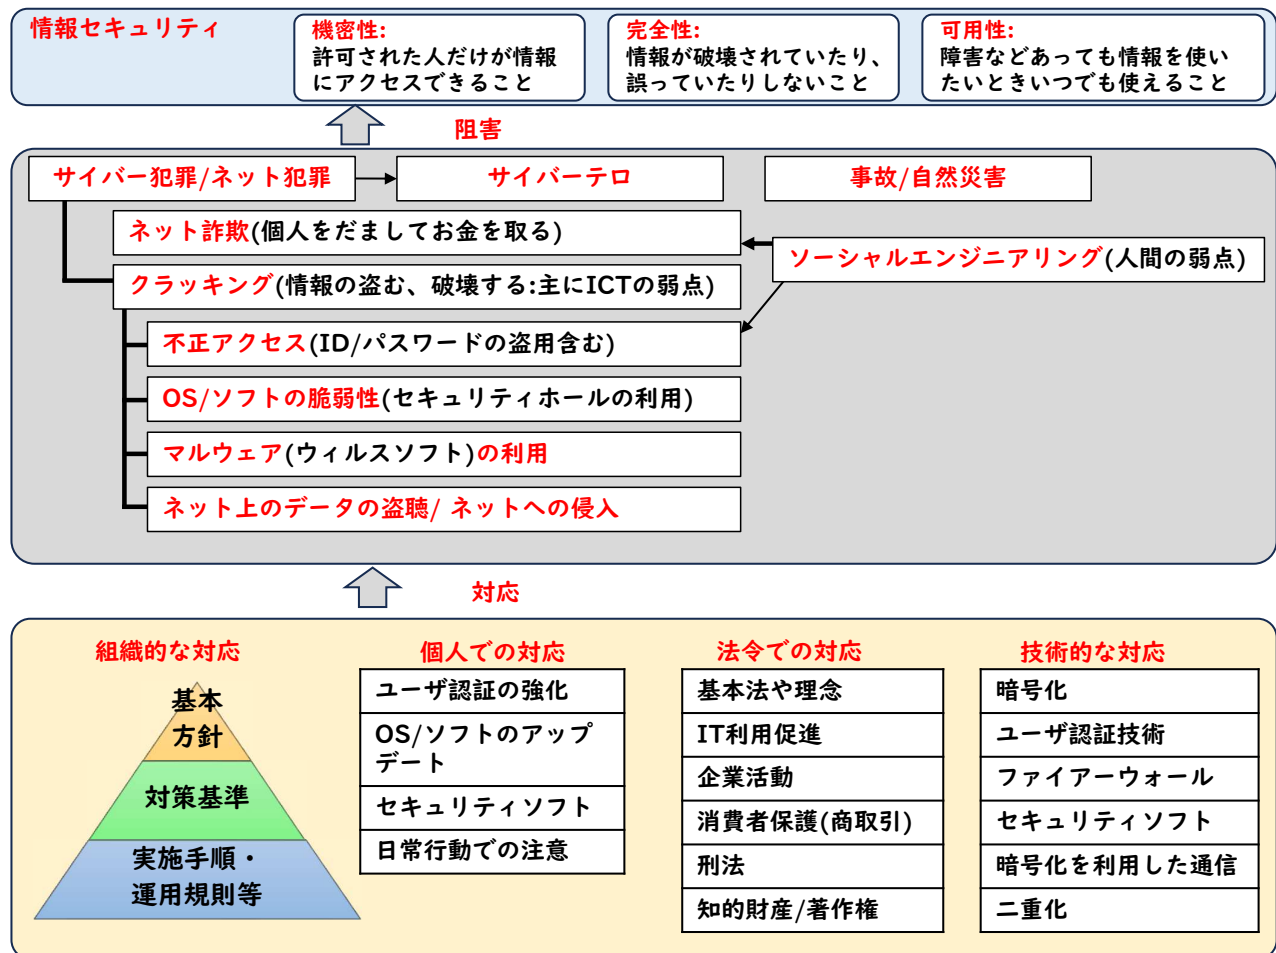 情報セキュリティ
機密性:
許可された人だけが情報
にアクセスできること
完全性:
情報が破壊されていたり、
誤っていたりしないこと
可用性:
障害などあっても情報を使い
たいときいつでも使えること
阻害
サイバー犯罪/ネット犯罪
サイバーテロ
事故/自然災害
ネット詐欺(個人をだましてお金を取る)
ソーシャルエンジニアリング(人間の弱点)
クラッキング(情報の盗む、破壊する:主にICTの弱点)
不正アクセス(ID/パスワードの盗用含む)
OS/ソフトの脆弱性(セキュリティホールの利用)
マルウェア(ウィルスソフト)の利用
ネット上のデータの盗聴/ ネットへの侵入
対応
組織的な対応
基本
方針
対策基準
実施手順・
運用規則等
個人での対応
ユーザ認証の強化
OS/ソフトのアップ
デート
セキュリティソフト
日常行動での注意
法令での対応
基本法や理念
IT利用促進
企業活動
消費者保護(商取引)
刑法
知的財産/著作権
技術的な対応
暗号化
ユーザ認証技術
ファイアーウォール
セキュリティソフト
暗号化を利用した通信
二重化